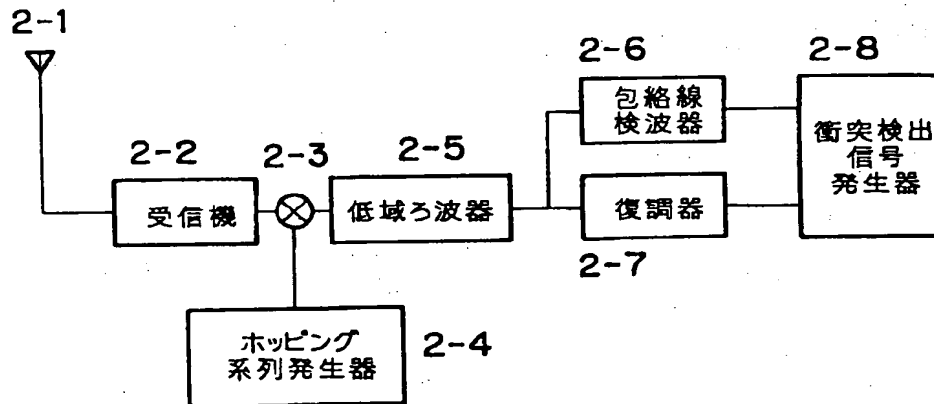 2-1
2-2
受信機
2-3
2-4
ホッピング
系列発生器
2-5
低域ろ波器
2-6
包絡線
検波器
2-7
復調器
2-8
衝突検出
信号
発生器